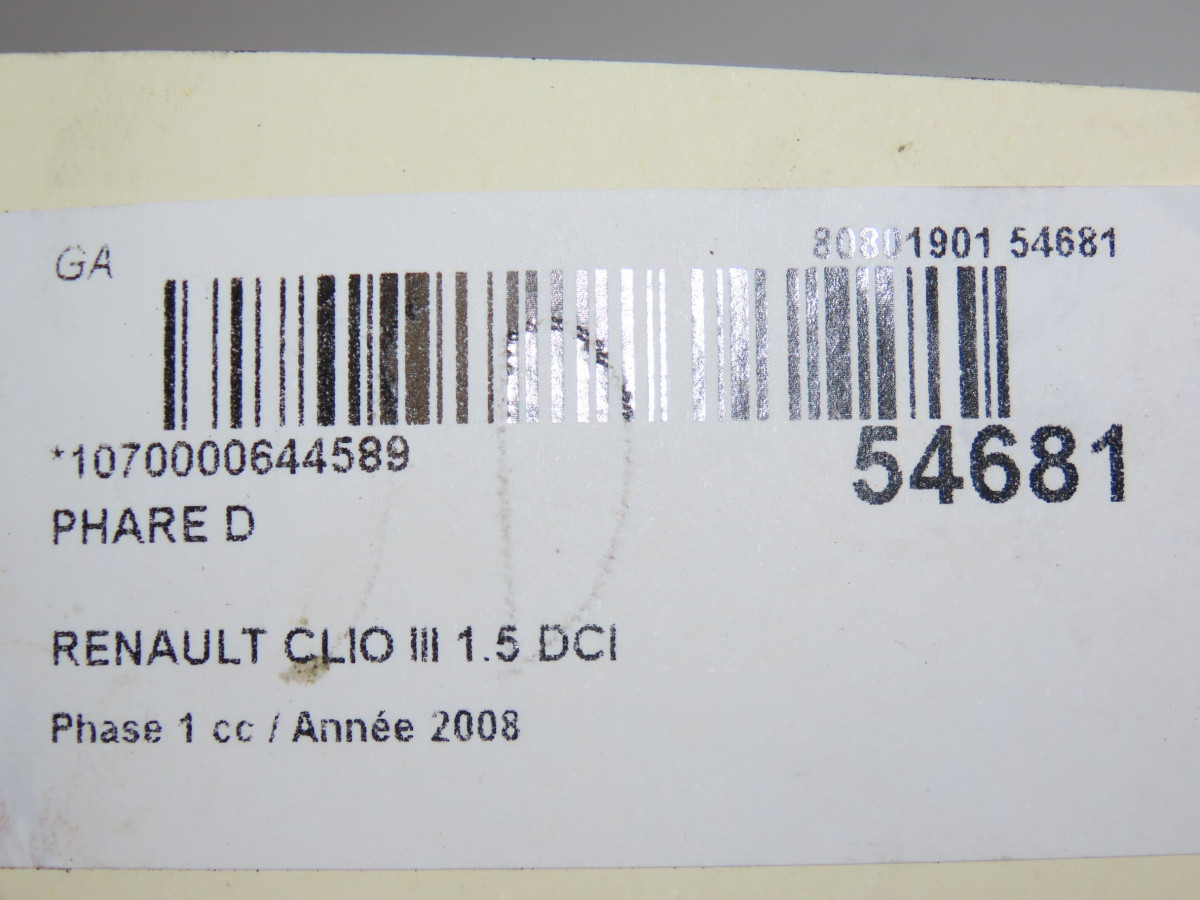 GA
80801901 54681
*1070000644589
54681
PHARE D
RENAULT CLIO III 1.5 DCI
Phase 1 cc / Année 2008